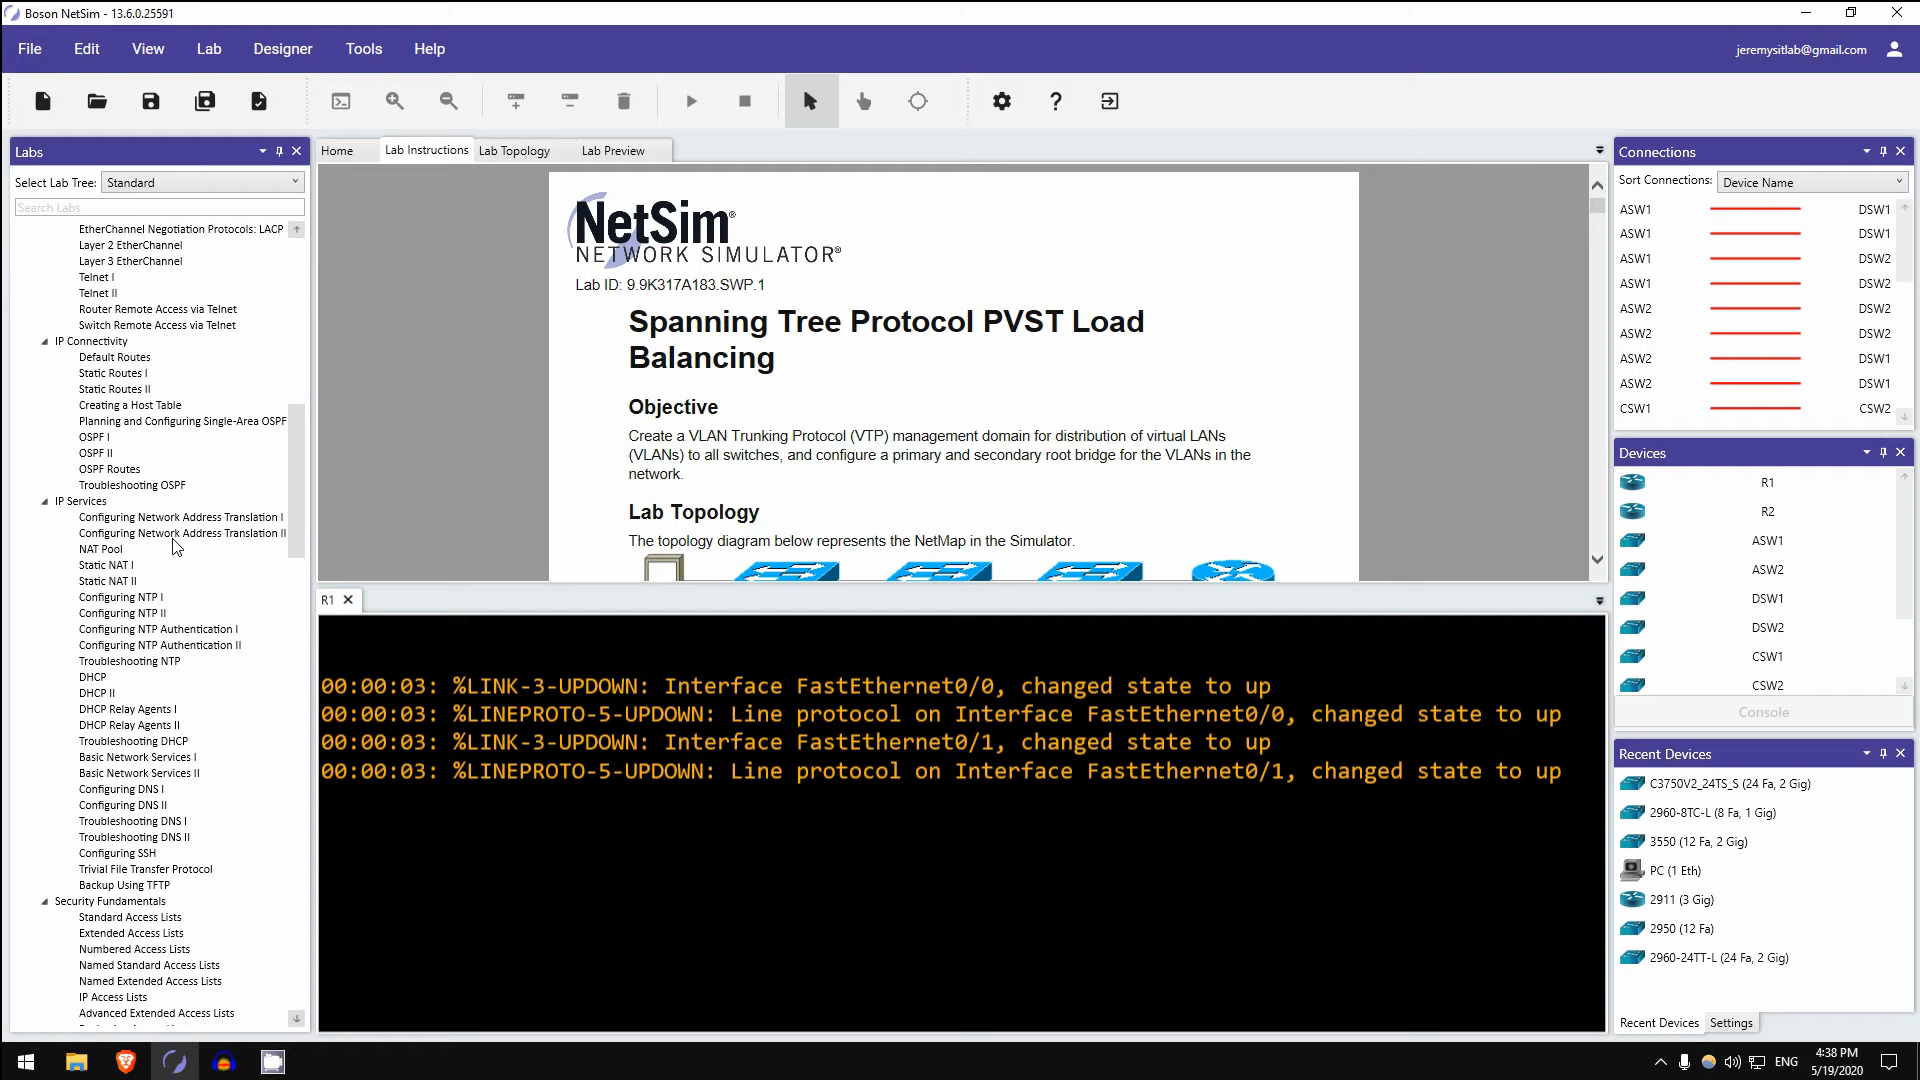 Boson NetSim - 13.6.0.25591
File Edit View Lab Designer Tools Help
jeremysitlab@gmail.com
Labs
Select Lab Tree: Standard
Search Labs
EtherChannel Negotiation Protocols: LACP
Layer 2 EtherChannel
Layer 3 EtherChannel
Telnet I
Telnet II
Router Remote Access via Telnet
Switch Remote Access via Telnet
IP Connectivity
Default Routes
Static Routes I
Static Routes II
Creating a Host Table
Planning and Configuring Single-Area OSPF
OSPF I
OSPF II
OSPF Routes
Troubleshooting OSPF
IP Services
Configuring Network Address Translation I
Configuring Network Address Translation II
NAT Pool
Static NAT I
Static NAT II
Configuring NTP I
Configuring NTP II
Configuring NTP Authentication I
Configuring NTP Authentication II
Troubleshooting NTP
DHCP
DHCP II
DHCP Relay Agents I
DHCP Relay Agents II
Troubleshooting DHCP
Basic Network Services I
Basic Network Services II
Configuring DNS I
Configuring DNS II
Troubleshooting DNS I
Troubleshooting DNS II
Configuring SSH
Trivial File Transfer Protocol
Backup Using TFTP
Security Fundamentals
Standard Access Lists
Extended Access Lists
Numbered Access Lists
Named Standard Access Lists
Named Extended Access Lists
IP Access Lists
Advanced Extended Access Lists
Home Lab Instructions Lab Topology Lab Preview
NetSim®
NETWORK SIMULATOR®
Lab ID: 9.9K317A183.SWP.1
Spanning Tree Protocol PVST Load
Balancing
Objective
Create a VLAN Trunking Protocol (VTP) management domain for distribution of virtual LANs
(VLANs) to all switches, and configure a primary and secondary root bridge for the VLANs in the
network.
Lab Topology
The topology diagram below represents the NetMap in the Simulator.
R1
00:00:03: %LINK-3-UPDOWN: Interface FastEthernet0/0, changed state to up
00:00:03: %LINEPROTO-5-UPDOWN: Line protocol on Interface FastEthernet0/0, changed state to up
00:00:03: %LINK-3-UPDOWN: Interface FastEthernet0/1, changed state to up
00:00:03: %LINEPROTO-5-UPDOWN: Line protocol on Interface FastEthernet0/1, changed state to up
Connections
Sort Connections: Device Name
ASW1 DSW1
ASW1 DSW1
ASW1 DSW2
ASW1 DSW2
ASW2 DSW2
ASW2 DSW2
ASW2 DSW1
ASW2 DSW1
CSW1 CSW2
Devices
R1
R2
ASW1
ASW2
DSW1
DSW2
CSW1
CSW2
Console
Recent Devices
C3750V2_24TS_S (24 Fa, 2 Gig)
2960-8TC-L (8 Fa, 1 Gig)
3550 (12 Fa, 2 Gig)
PC (1 Eth)
2911 (3 Gig)
2950 (12 Fa)
2960-24TT-L (24 Fa, 2 Gig)
Recent Devices Settings
ENG
4:38 PM
5/19/2020